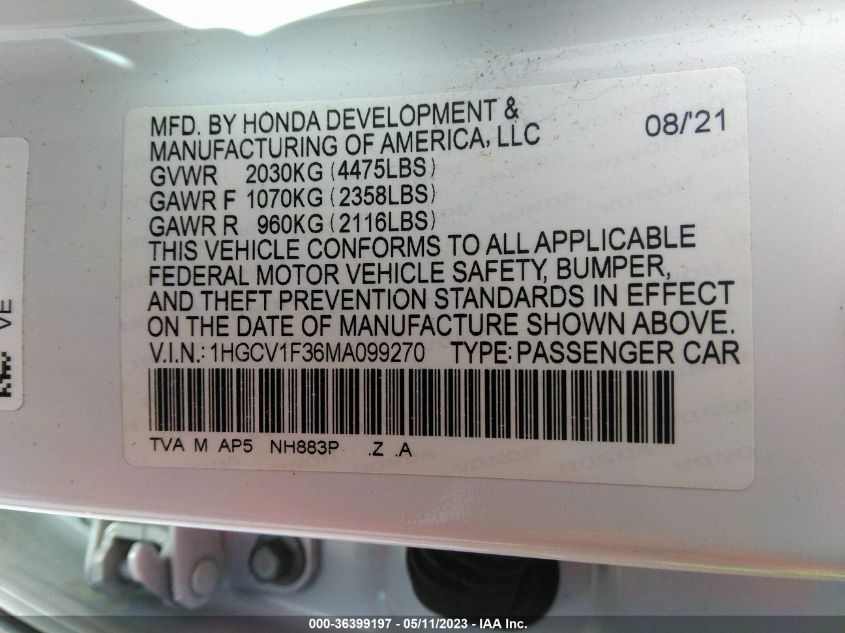 MFD. BY HONDA DEVELOPMENT &
MANUFACTURING OF AMERICA, LLC 08/'21
GVWR 2030KG (4475LBS)
GAWR F 1070KG (2358LBS)
GAWR R 960KG (2116LBS)
THIS VEHICLE CONFORMS TO ALL APPLICABLE
FEDERAL MOTOR VEHICLE SAFETY, BUMPER,
AND THEFT PREVENTION STANDARDS IN EFFECT
ON THE DATE OF MANUFACTURE SHOWN ABOVE.
V.I.N.: 1HGCV1F36MA099270 TYPE: PASSENGER CAR
TVA M AP5 NH883P .Z .A
VE
000-36399197 - 05/11/2023 - IAA Inc.